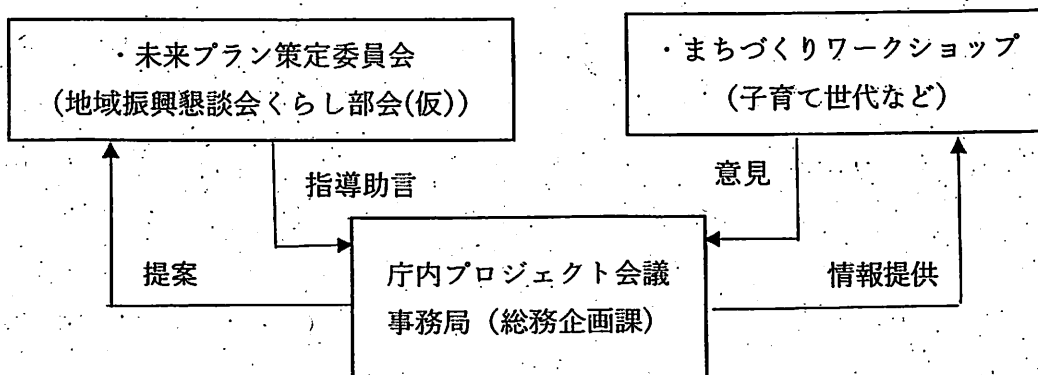 ・未来プラン策定委員会
(地域振興懇談会くらし部会(仮))
・まちづくりワークショップ
(子育て世代など)
指導助言
意見
提案
情報提供
庁内プロジェクト会議
事務局（総務企画課）